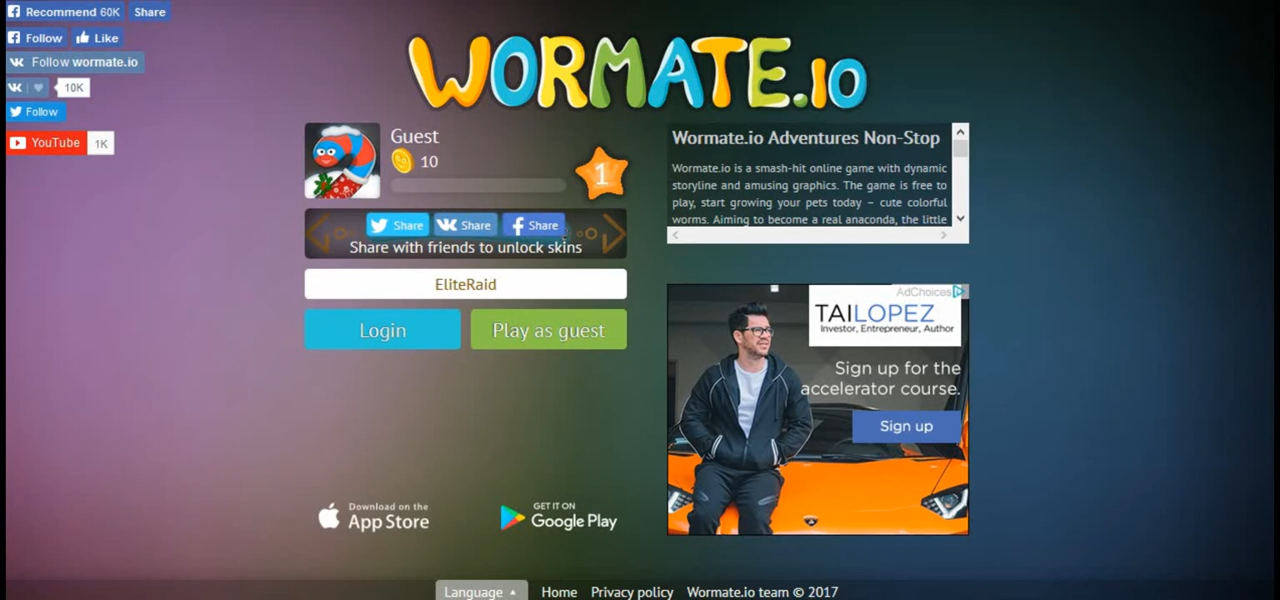 Recommend 60K
Share
Follow
Like
Follow wormate.io
10K
Follow
YouTube
1K
WORMATE.IO
Guest
10
1
Share
Share
Share
Share with friends to unlock skins
EliteRaid
Login
Play as guest
Download on the
App Store
GET IT ON
Google Play
Wormate.io Adventures Non-Stop
Wormate.io is a smash-hit online game with dynamic
storyline and amusing graphics. The game is free to
play, start growing your pets today – cute colorful
worms. Aiming to become a real anaconda, the little
AdChoices
TAI LOPEZ
Investor, Entrepreneur, Author
Sign up for the
accelerator course.
Sign up
Language
Home
Privacy policy
Wormate.io team © 2017